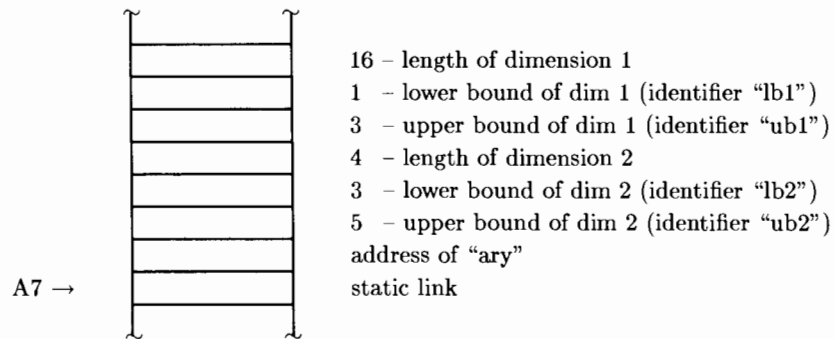 16 – length of dimension 1
1 – lower bound of dim 1 (identifier “lb1”)
3 – upper bound of dim 1 (identifier “ub1”)
4 – length of dimension 2
3 – lower bound of dim 2 (identifier “lb2”)
5 – upper bound of dim 2 (identifier “ub2”)
address of “ary”
A7 → static link